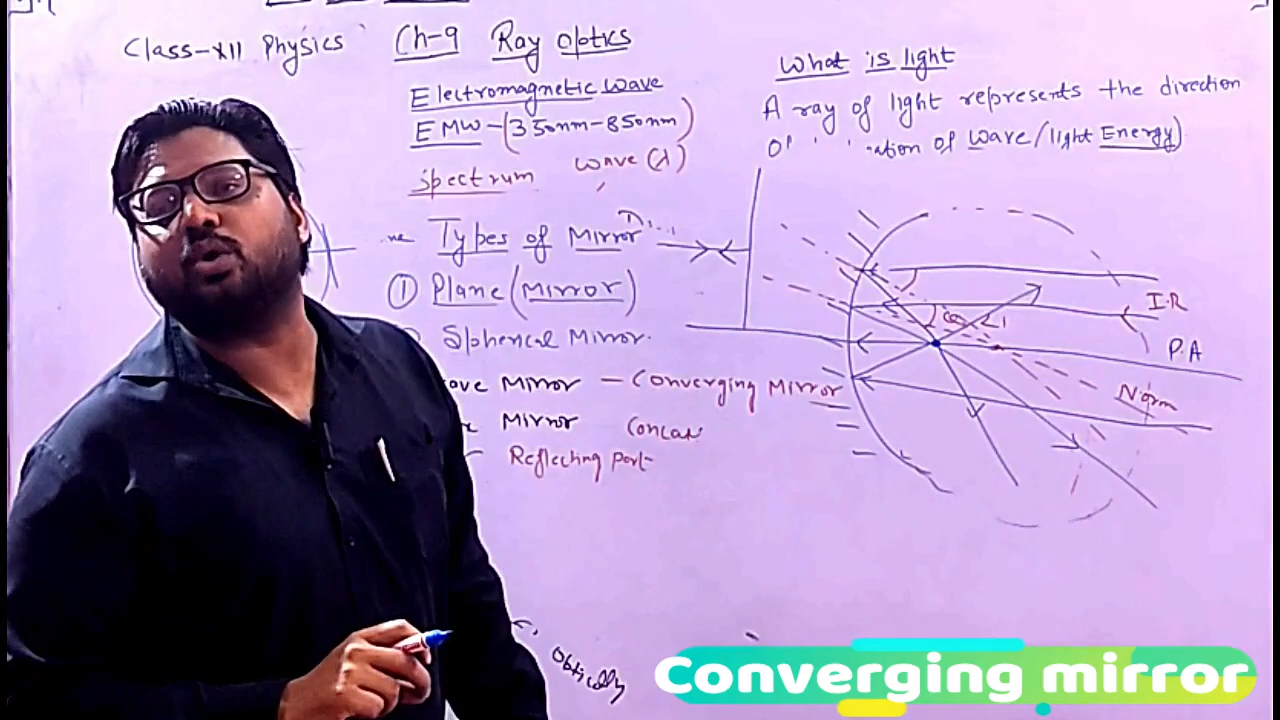 Class-XII Physics Ch-9 Ray Optics
Electromagnetic wave
EMW-(350nm-850nm)
wave (λ)
Spectrum
Types of Mirror
① Plane (Mirror)
Spherical Mirror.
Mirror - Converging Mirror
Mirror
Reflecting part
What is light
A ray of light represents the direction
of wave/light Energy)
I.R
P.A
Norm
Optically
Converging mirror